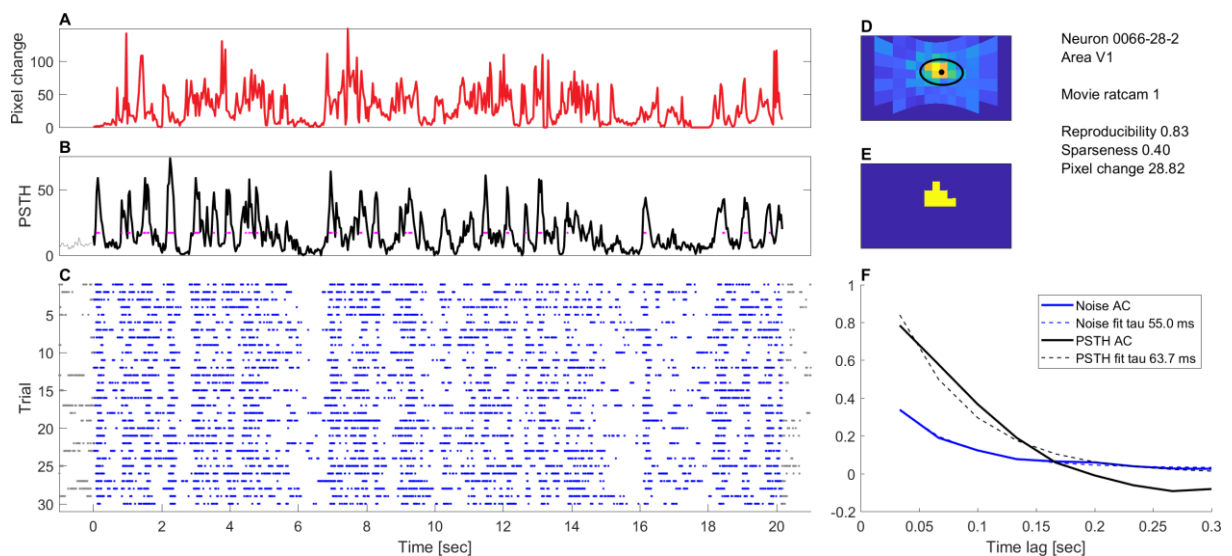 A
Pixel change
100
50
0
B
PSTH
50
0
C
Trial
5
10
15
20
25
30
0 2 4 6 8 10 12 14 16 18 20
Time [sec]
D
E
Neuron 0066-28-2
Area V1
Movie ratcam 1
Reproducibility 0.83
Sparseness 0.40
Pixel change 28.82
F
1
0.8
0.6
0.4
0.2
0
-0.2
Noise AC
Noise fit tau 55.0 ms
PSTH AC
PSTH fit tau 63.7 ms
0 0.05 0.1 0.15 0.2 0.25 0.3
Time lag [sec]